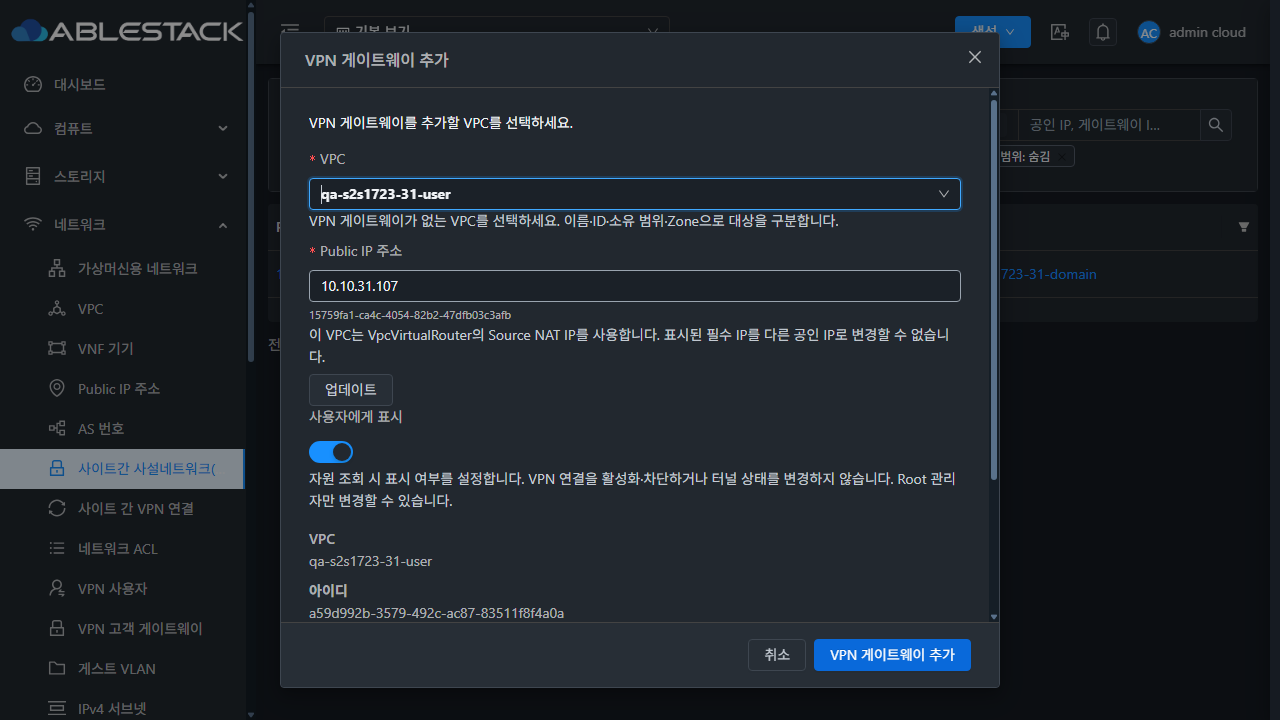 ABLESTACK
대시보드
컴퓨트
스토리지
네트워크
가상머신용 네트워크
VPC
VNF 기기
Public IP 주소
AS 번호
사이트간 사설네트워크(
사이트 간 VPN 연결
네트워크 ACL
VPN 사용자
VPN 고객 게이트웨이
게스트 VLAN
IPv4 서브넷
기본 보기
생성
AC
admin cloud
공인 IP, 게이트웨이 I...
범위: 숨김
723-31-domain
VPN 게이트웨이 추가
VPN 게이트웨이를 추가할 VPC를 선택하세요.
* VPC
qa-s2s1723-31-user
VPN 게이트웨이가 없는 VPC를 선택하세요. 이름·ID·소유 범위·Zone으로 대상을 구분합니다.
* Public IP 주소
10.10.31.107
15759fa1-ca4c-4054-82b2-47dfb03c3afb
이 VPC는 VpcVirtualRouter의 Source NAT IP를 사용합니다. 표시된 필수 IP를 다른 공인 IP로 변경할 수 없습니
다.
업데이트
사용자에게 표시
자원 조회 시 표시 여부를 설정합니다. VPN 연결을 활성화·차단하거나 터널 상태를 변경하지 않습니다. Root 관리
자만 변경할 수 있습니다.
VPC
qa-s2s1723-31-user
아이디
a59d992b-3579-492c-ac87-83511f8f4a0a
취소
VPN 게이트웨이 추가